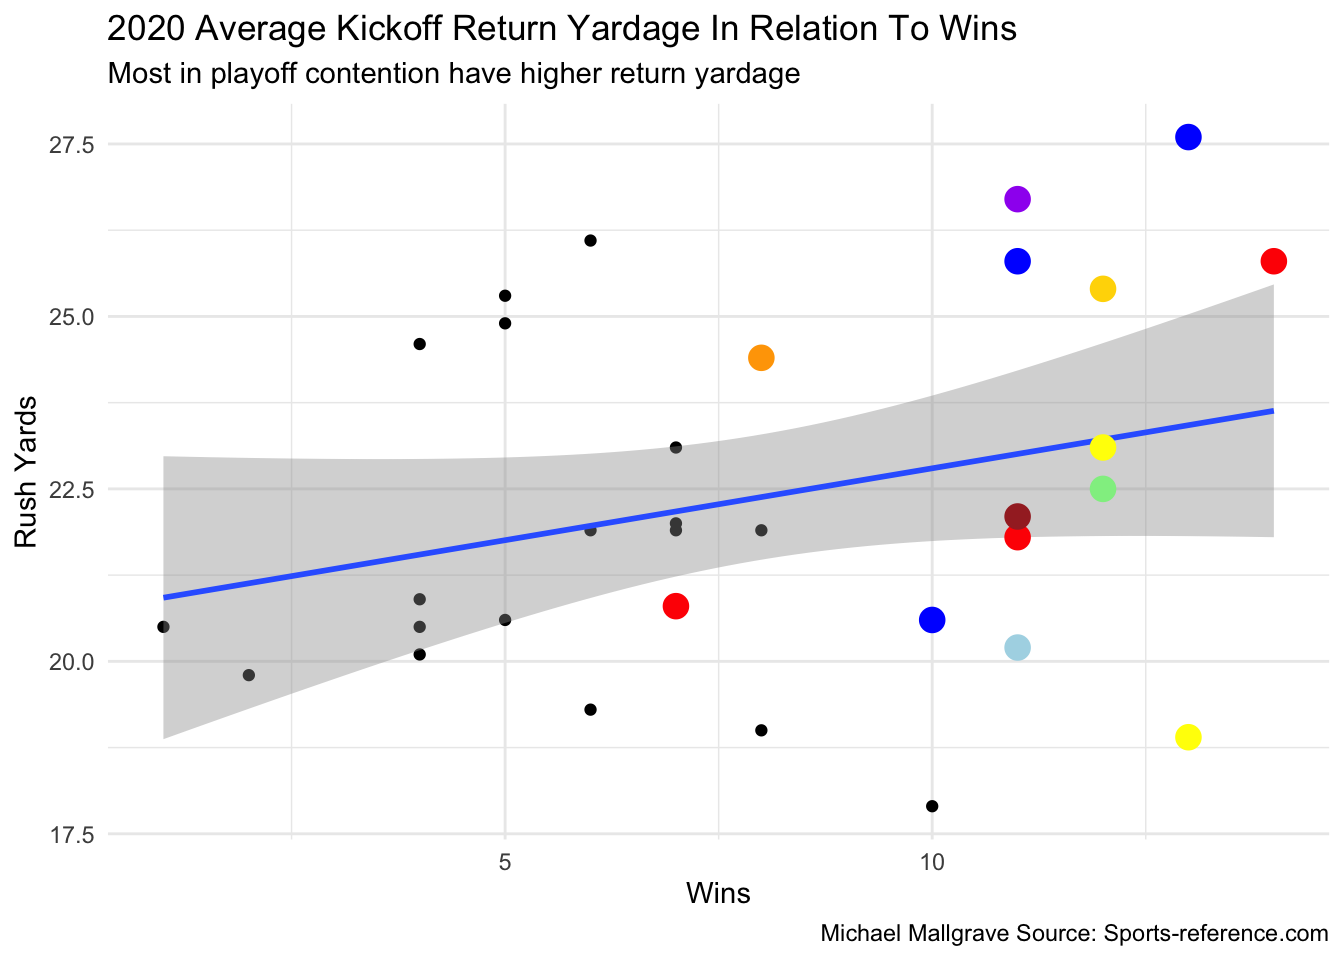 2020 Average Kickoff Return Yardage In Relation To Wins
Most in playoff contention have higher return yardage
27.5
25.0
22.5
20.0
17.5
Rush Yards
5
10
Wins
Michael Mallgrave Source: Sports-reference.com